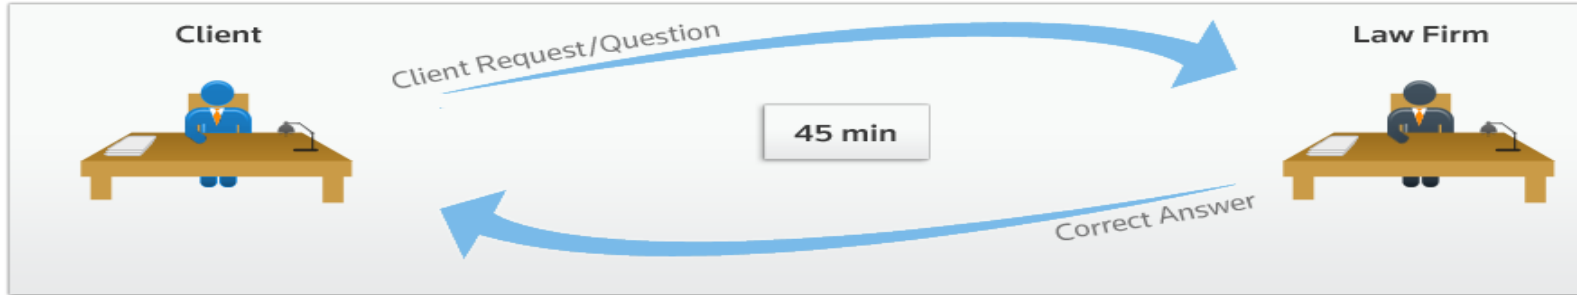 Client
Client Request/Question
Law Firm
45 min
Correct Answer